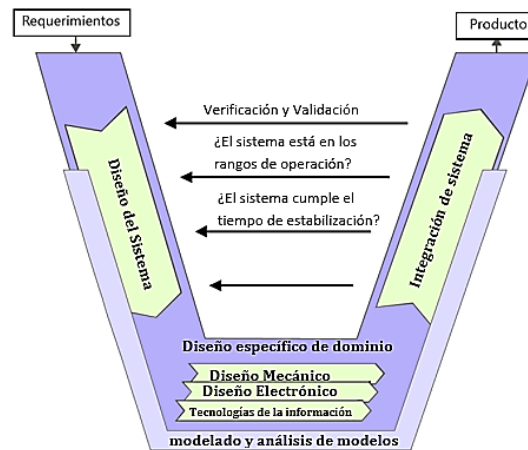 Requerimientos
Producto
Verificación y Validación
¿El sistema está en los
rangos de operación?
¿El sistema cumple el
tiempo de estabilización?
Diseño del Sistema
Integración de sistema
Diseño específico de dominio
Diseño Mecánico
Diseño Electrónico
Tecnologías de la información
modelado y análisis de modelos